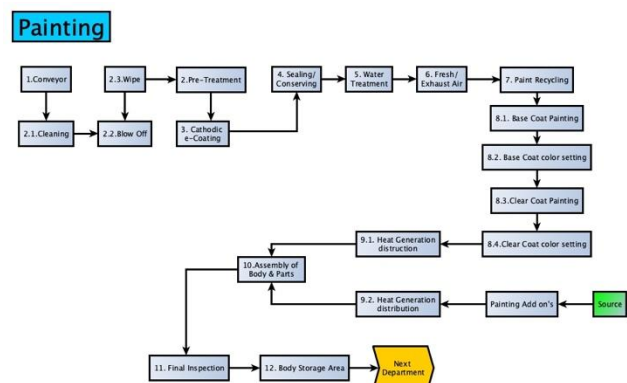 Painting
1.Conveyor
2.3.Wipe
2.Pre-Treatment
4. Sealing/
Conserving
5. Water
Treatment
6. Fresh/
Exhaust Air
7. Paint Recycling
2.1.Cleaning
2.2.Blow Off
3. Cathodic
e-Coating
8.1. Base Coat Painting
8.2. Base Coat color setting
8.3.Clear Coat Painting
8.4.Clear Coat color setting
9.1. Heat Generation
distruction
10.Assembly of
Body & Parts
9.2. Heat Generation
distribution
Painting Add on's
Source
11. Final Inspection
12. Body Storage Area
Next
Department